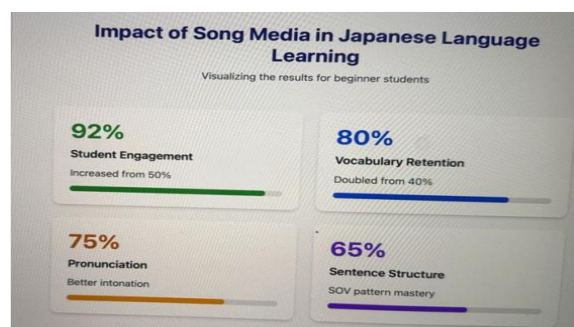 Impact of Song Media in Japanese Language
Learning
Visualizing the results for beginner students
92%
Student Engagement
Increased from 50%
80%
Vocabulary Retention
Doubled from 40%
75%
Pronunciation
Better intonation
65%
Sentence Structure
SOV pattern mastery